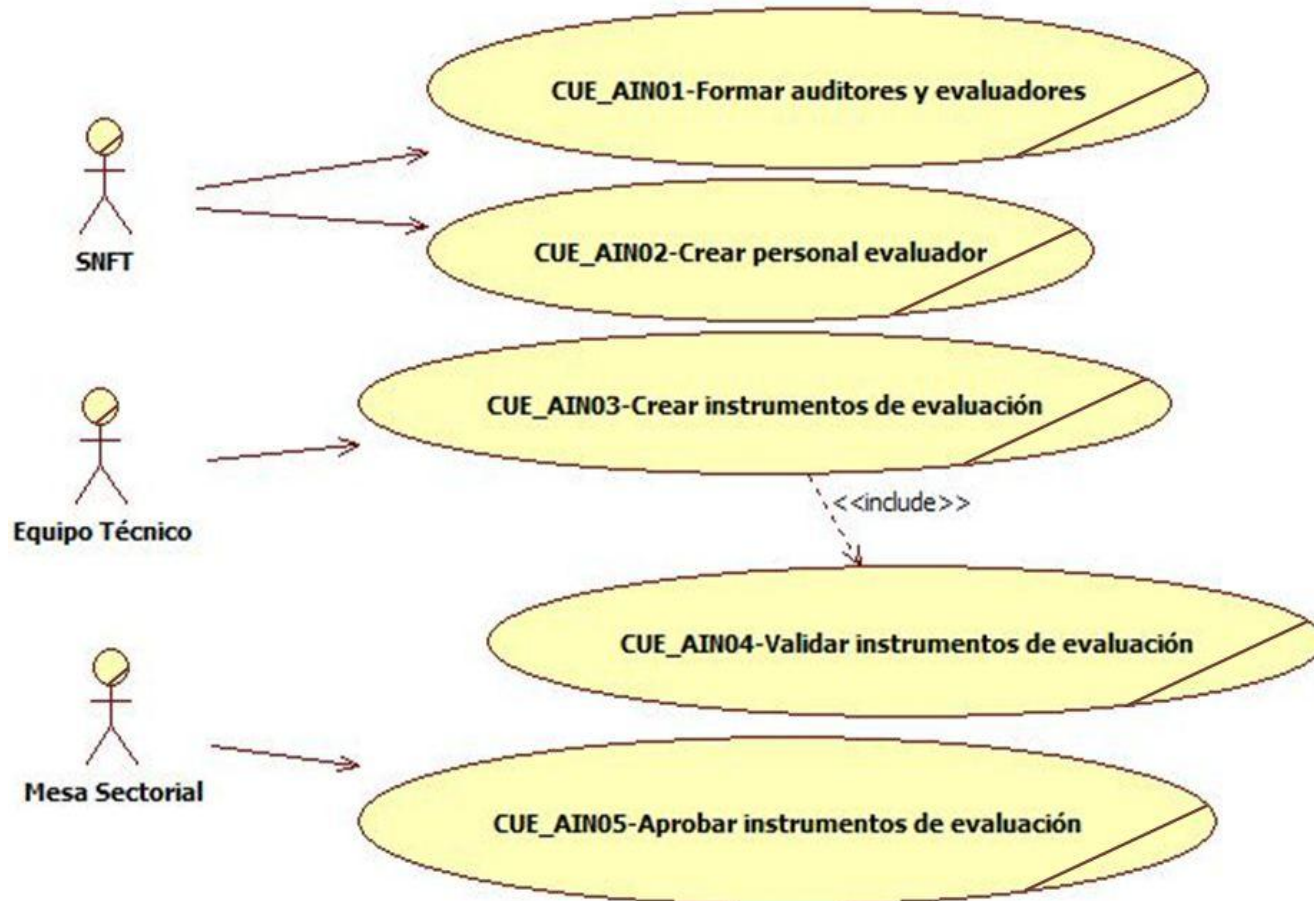 CUE_AIN01-Formar auditores y evaluadores
SNFT
CUE_AIN02-Crear personal evaluador
CUE_AIN03-Crear instrumentos de evaluación
Equipo Técnico
<<include>>
CUE_AIN04-Validar instrumentos de evaluación
Mesa Sectorial
CUE_AIN05-Aprobar instrumentos de evaluación